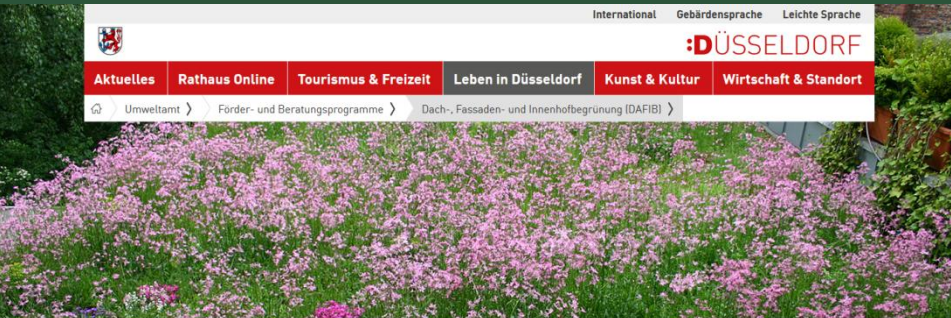 International Gebärdensprache Leichte Sprache
:DÜSSELDORF
Aktuelles Rathaus Online Tourismus & Freizeit Leben in Düsseldorf Kunst & Kultur Wirtschaft & Standort
Umweltamt Förder- und Beratungsprogramme Dach-, Fassaden- und Innenhofbegrünung (DAFIB)